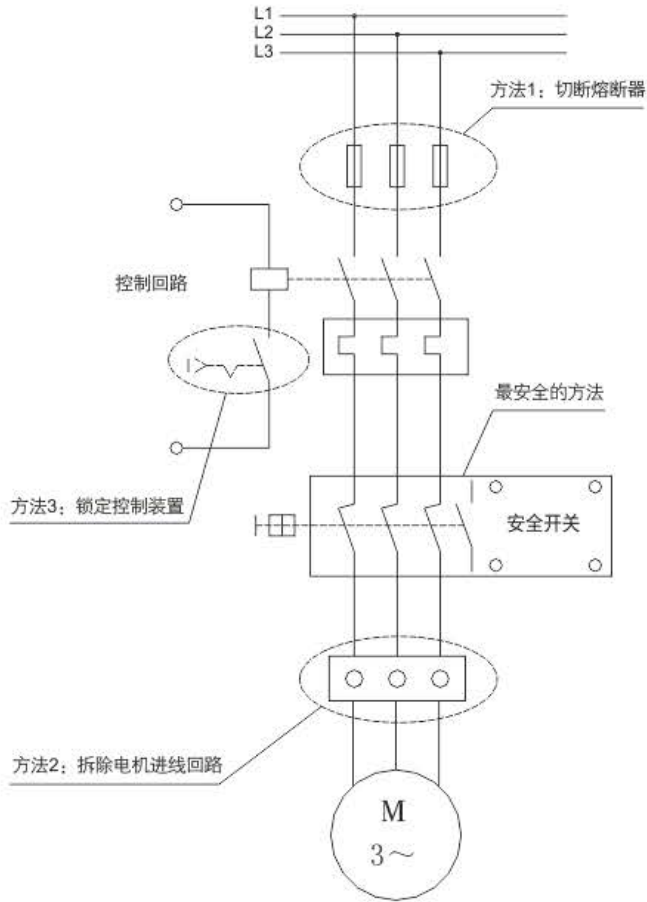 L1
L2
L3
方法1：切断熔断器
控制回路
最安全的方法
方法3：锁定控制装置
安全开关
方法2：拆除电机进线回路
M
3～